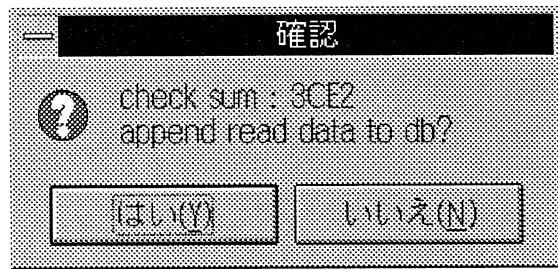 確認
check sum : 3CE2
append read data to db?
はい(Y)
いいえ(N)